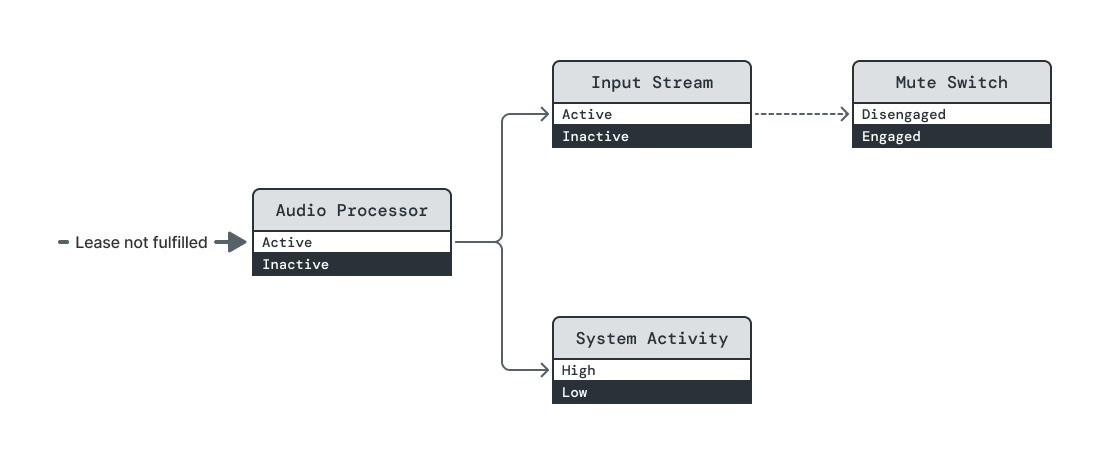 Input Stream
Active
Inactive
Mute Switch
Disengaged
Engaged
Lease not fulfilled
Audio Processor
Active
Inactive
System Activity
High
Low